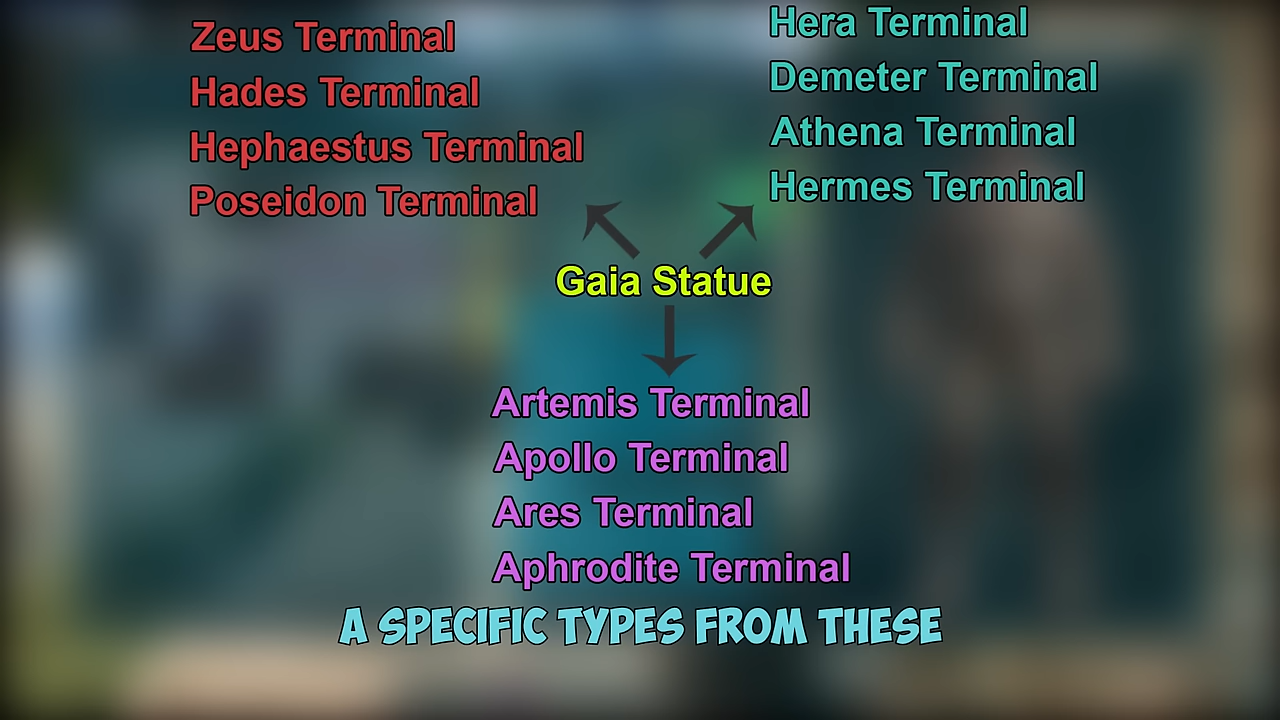 Zeus Terminal
Hades Terminal
Hephaestus Terminal
Poseidon Terminal
Hera Terminal
Demeter Terminal
Athena Terminal
Hermes Terminal
Gaia Statue
Artemis Terminal
Apollo Terminal
Ares Terminal
Aphrodite Terminal
A SPECIFIC TYPES FROM THESE